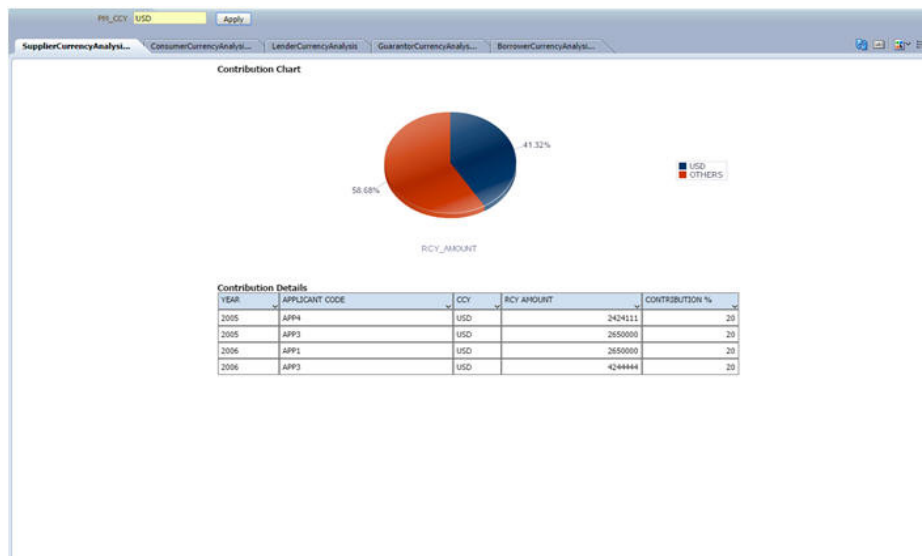 PM_CCY USD Apply
SupplierCurrencyAnalysi... ConsumerCurrencyAnalysi... LenderCurrencyAnalysis GuarantorCurrencyAnalys... BorrowerCurrencyAnalysi...
Contribution Chart
41.32%
USD
OTHERS
58.68%
RCY_AMOUNT
Contribution Details
YEAR APPLICANT CODE CCY RCY AMOUNT CONTRIBUTION %
2005 APP4 USD 2424111 20
2005 APP3 USD 2650000 20
2006 APP1 USD 2650000 20
2006 APP3 USD 4244444 20